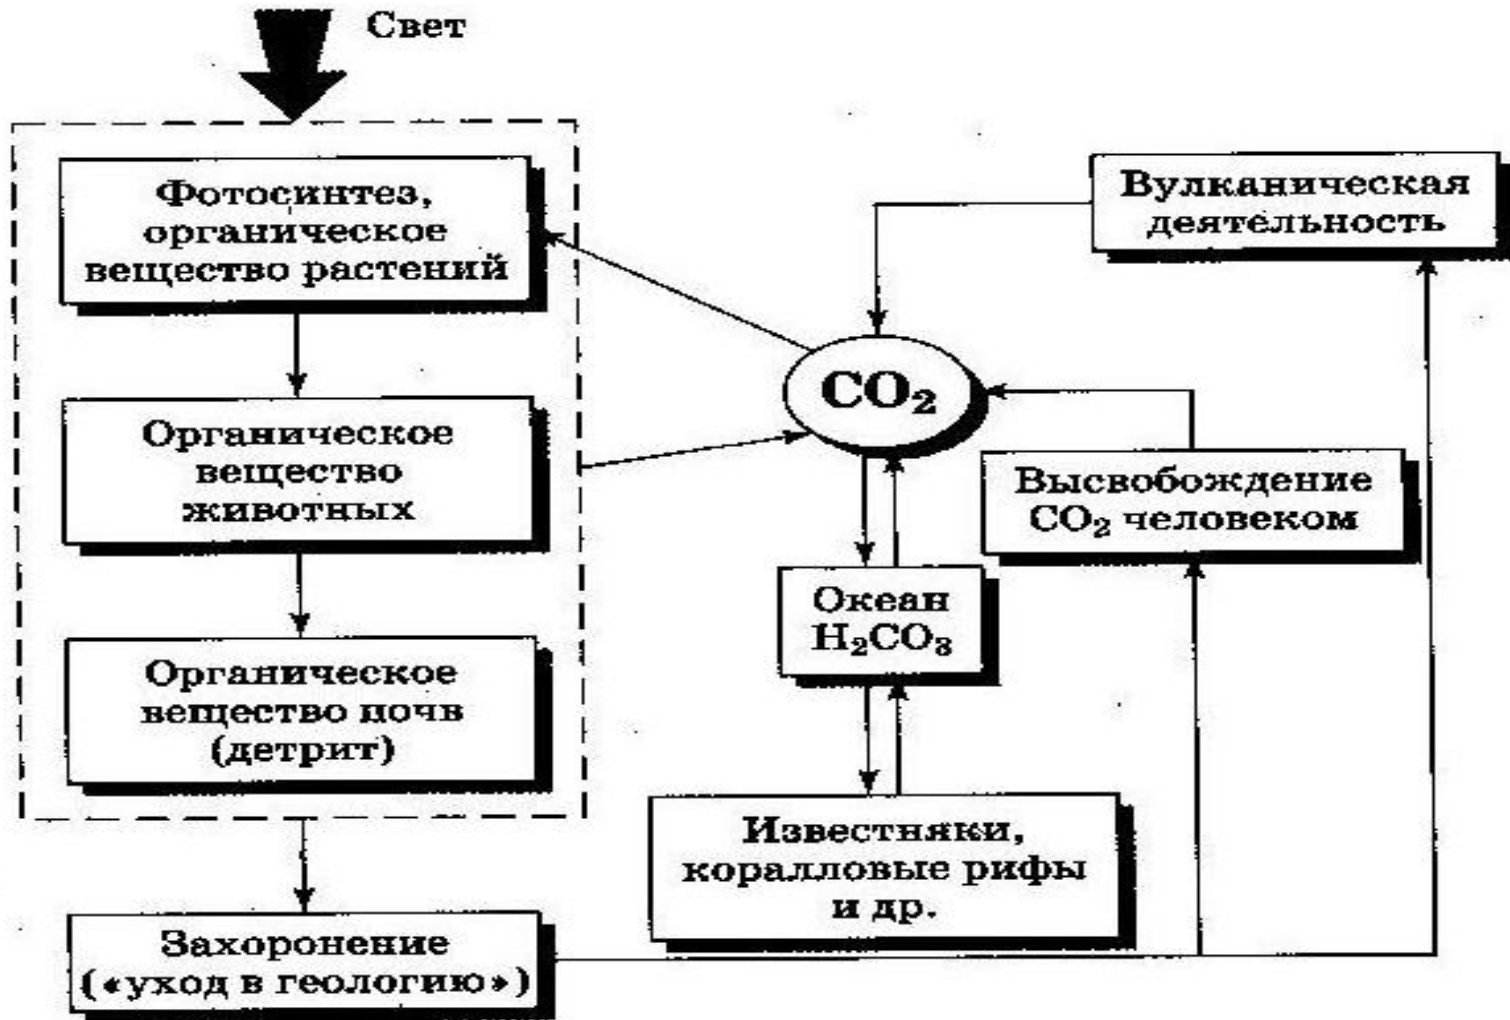 Свет
Фотосинтез,
органическое
вещество растений
Органическое
вещество
животных
Органическое
вещество почв
(детрит)
Захоронение
(«уход в геологию»)
Вулканическая
деятельность
CO₂
Высвобождение
CO₂ человеком
Океан
H₂CO₃
Известняки,
коралловые рифы
и др.